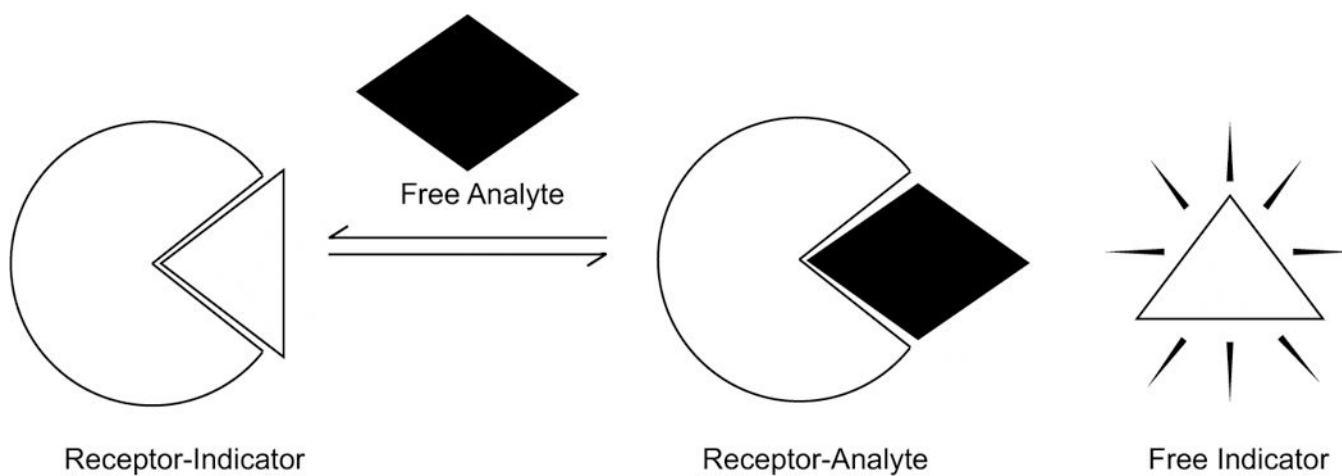 Free Analyte
Receptor-Indicator
Receptor-Analyte
Free Indicator